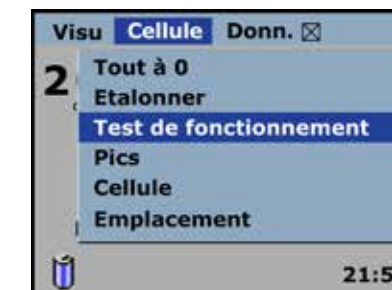 Visu Cellule Donn.
2 Tout à 0
Etalonner
Test de fonctionnement
Pics
Cellule
Emplacement
21:5